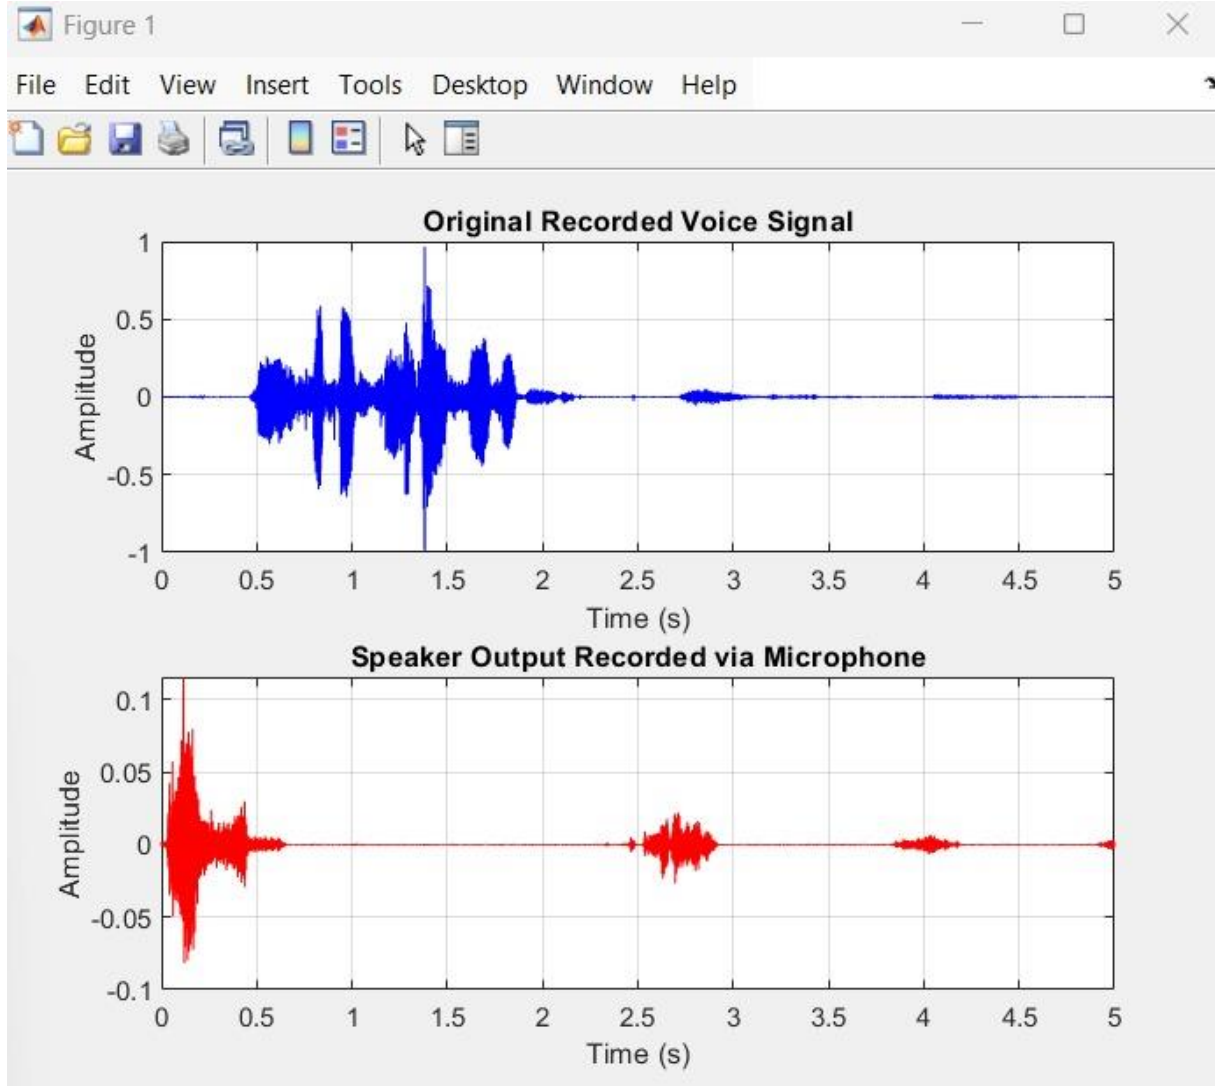 Figure 1
File Edit View Insert Tools Desktop Window Help
Original Recorded Voice Signal
1
0.5
0
-0.5
-1
Amplitude
0 0.5 1 1.5 2 2.5 3 3.5 4 4.5 5
Time (s)
Speaker Output Recorded via Microphone
0.1
0.05
0
-0.05
-0.1
Amplitude
0 0.5 1 1.5 2 2.5 3 3.5 4 4.5 5
Time (s)